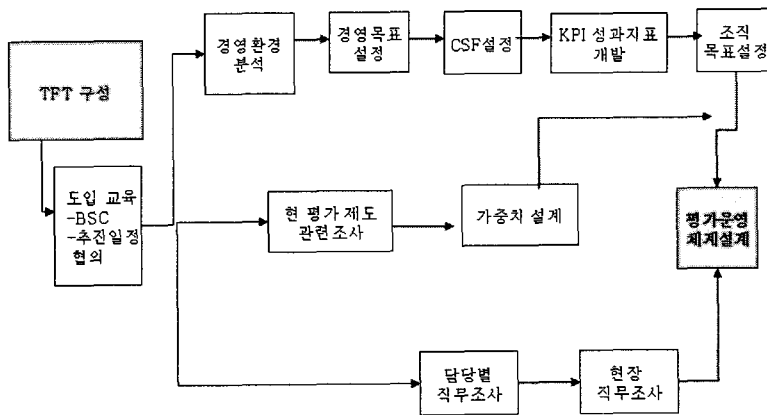 TFT 구성
도입 교육
-BSC
-추진일정
협의
경영환경
분석
경영목표
설정
CSF설정
KPI 성과지표
개발
조직
목표설정
현 평가 제도
관련조사
가중치 설계
평가운영
체계설계
담당별
직무조사
현장
직무조사